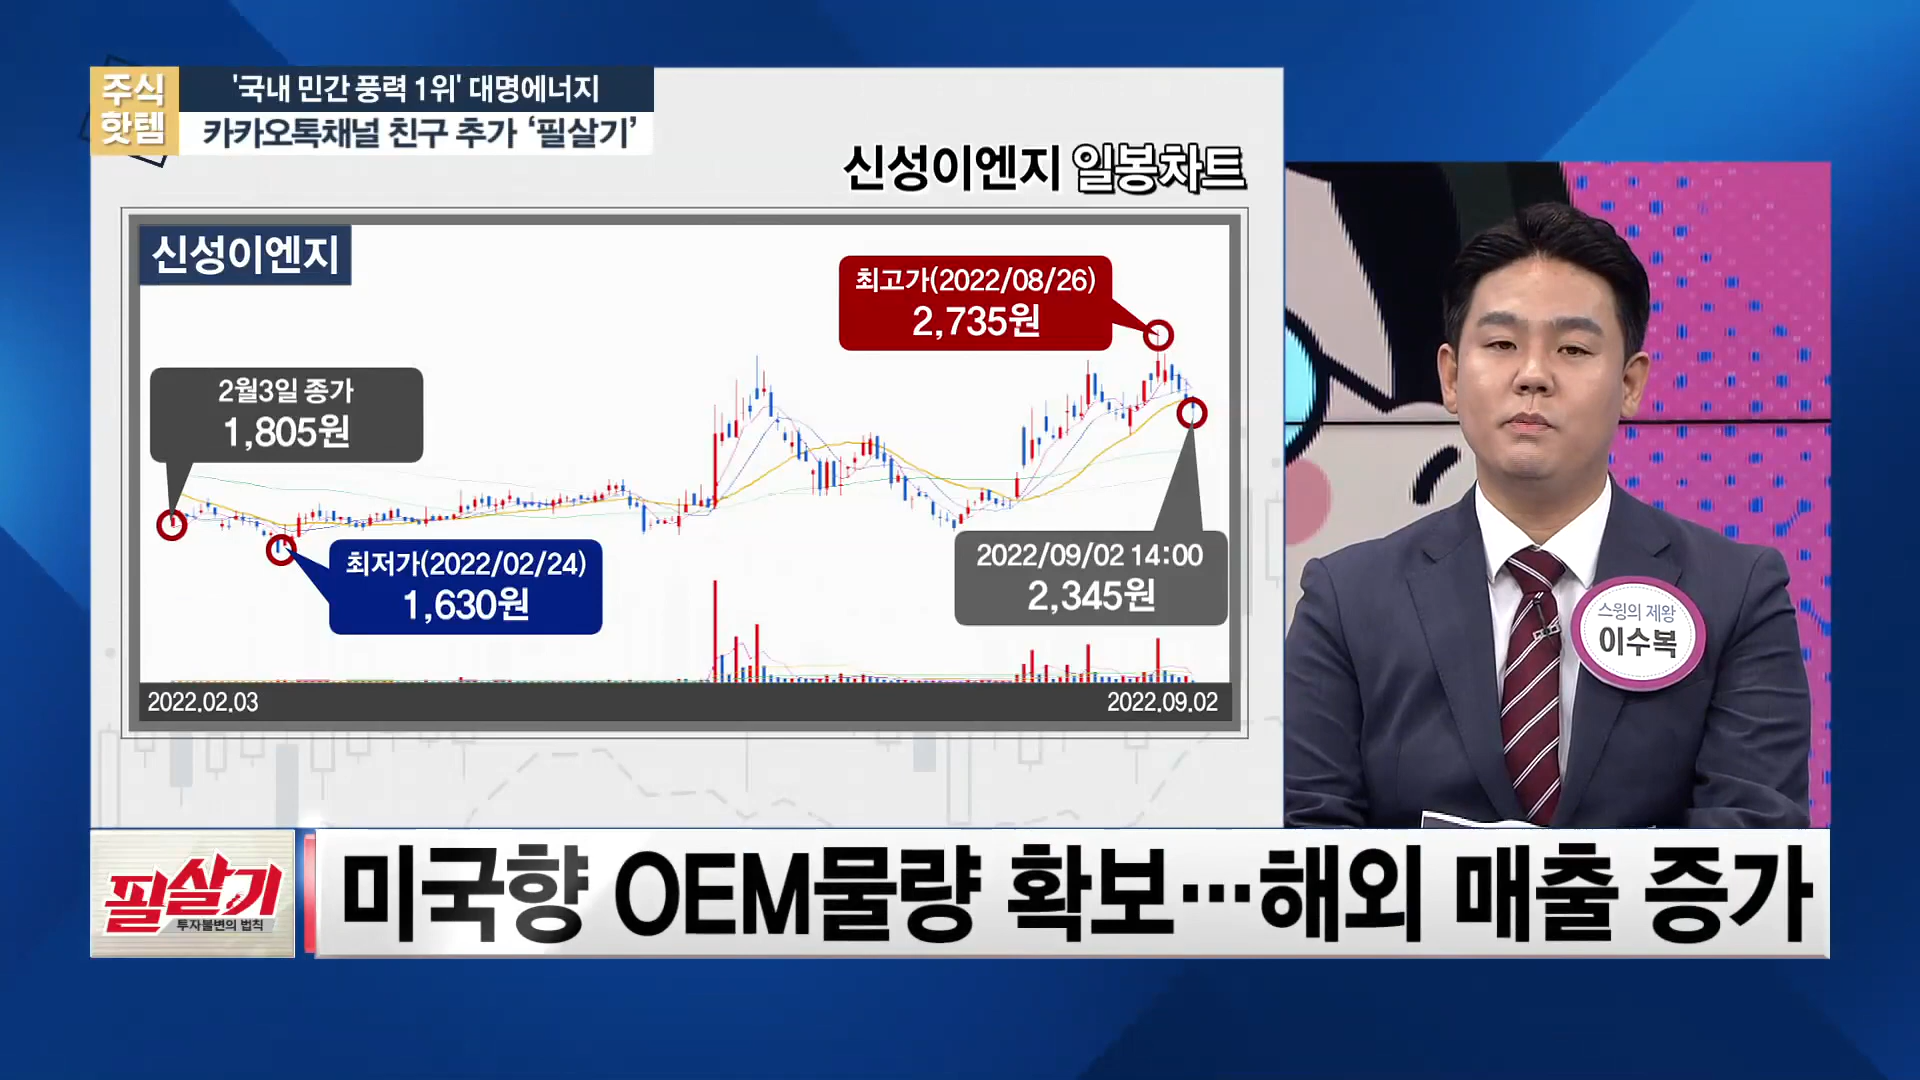 주식
핫템
'국내 민간 풍력 1위' 대명에너지
카카오톡채널 친구 추가 ‘필살기’
신성이엔지 일봉차트
신성이엔지
최고가(2022/08/26)
2,735원
2월3일 종가
1,805원
최저가(2022/02/24)
1,630원
2022/09/02 14:00
2,345원
2022.02.03
2022.09.02
스윙의 제왕
이수복
필살기
투자불변의 법칙
미국향 OEM물량 확보…해외 매출 증가